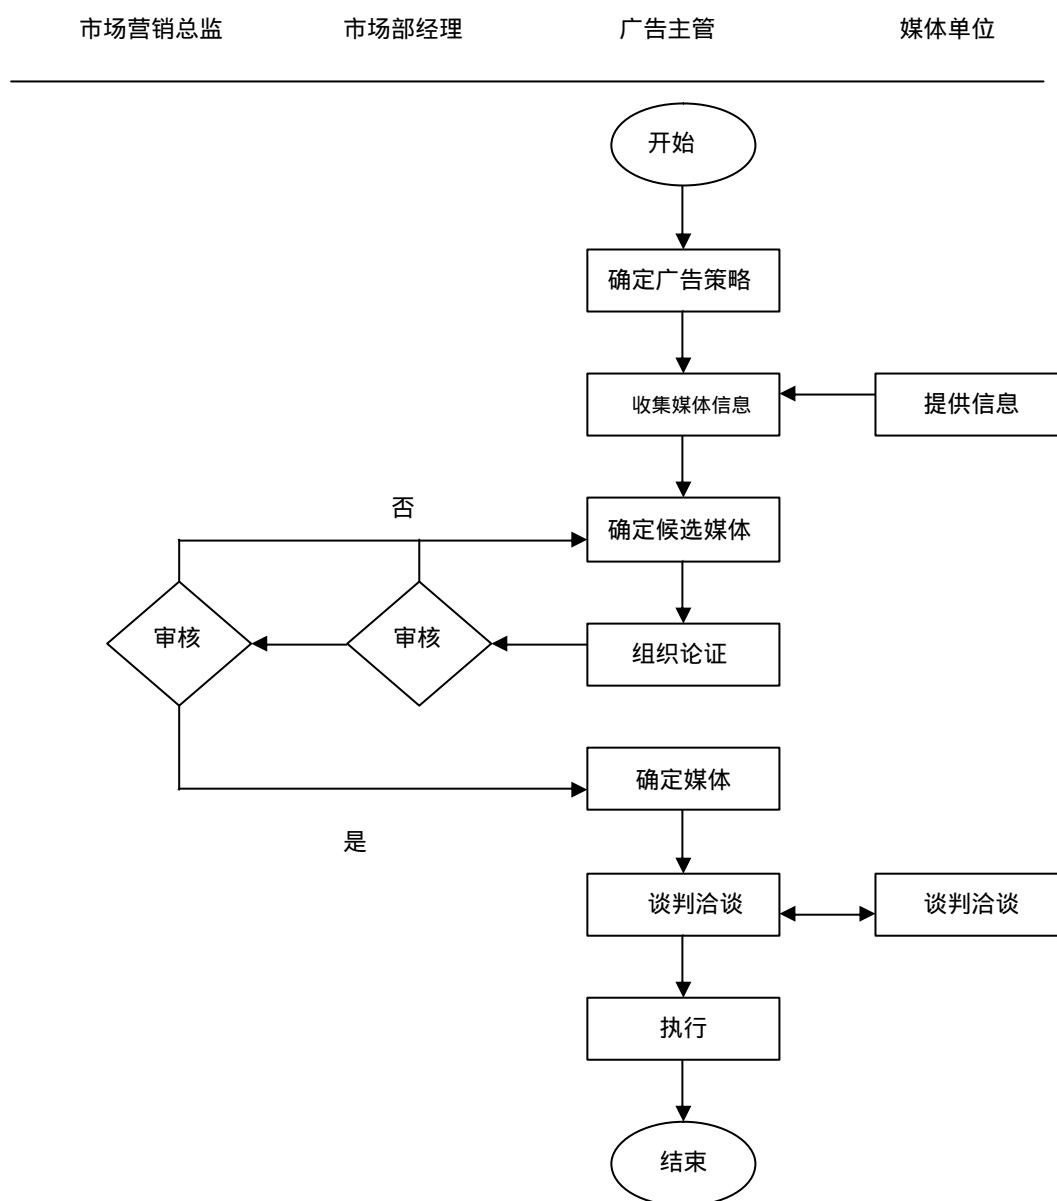 市场营销总监 市场部经理 广告主管 媒体单位
开始
确定广告策略
收集媒体信息 提供信息
否
确定候选媒体
审核 审核 组织论证
确定媒体
是
谈判洽谈 谈判洽谈
执行
结束